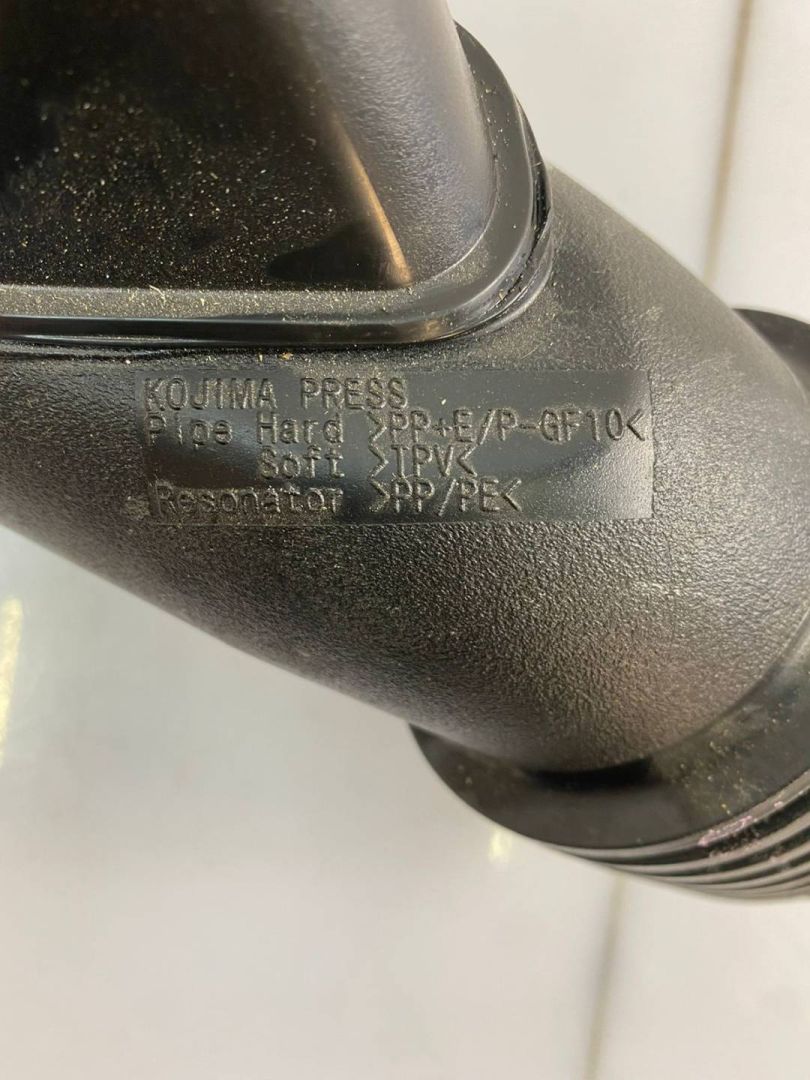 KOJIMA PRESS
Pipe Hard >PP+E/P-GF10<
Soft >TPV<
Resonator >PP/PE<